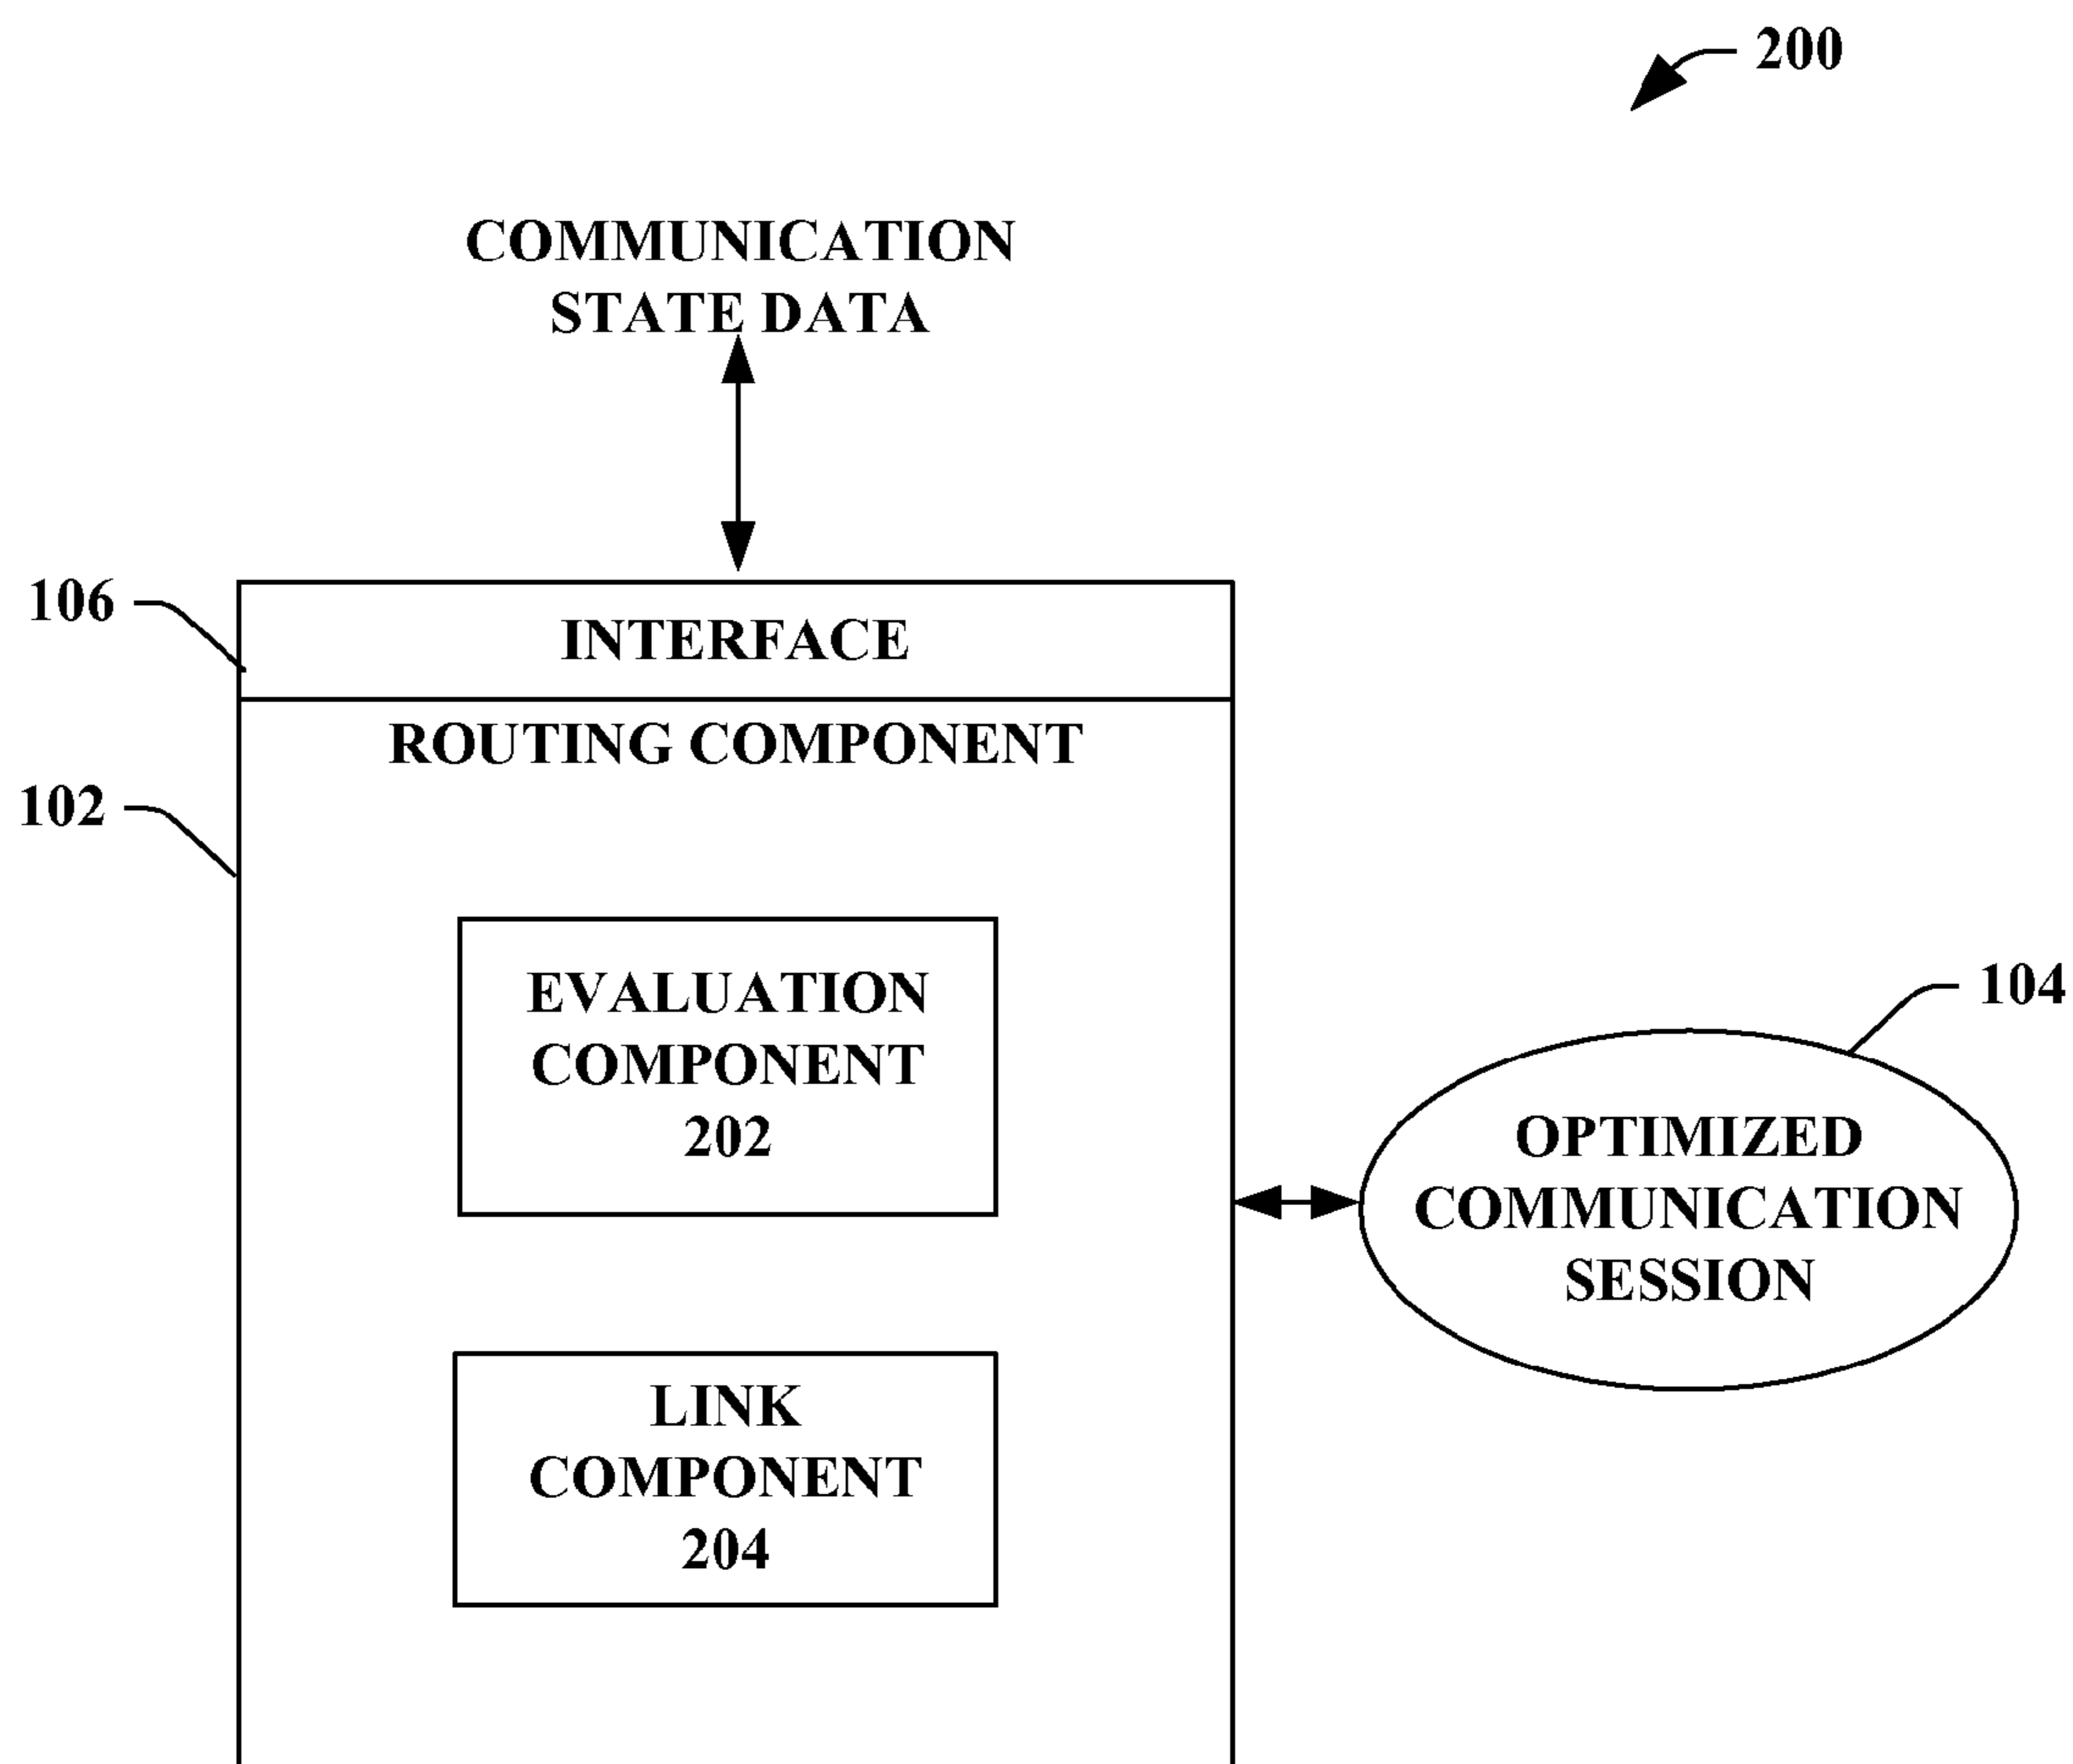 200
COMMUNICATION
STATE DATA
106
INTERFACE
ROUTING COMPONENT
102
EVALUATION
COMPONENT
202
104
OPTIMIZED
COMMUNICATION
SESSION
LINK
COMPONENT
204